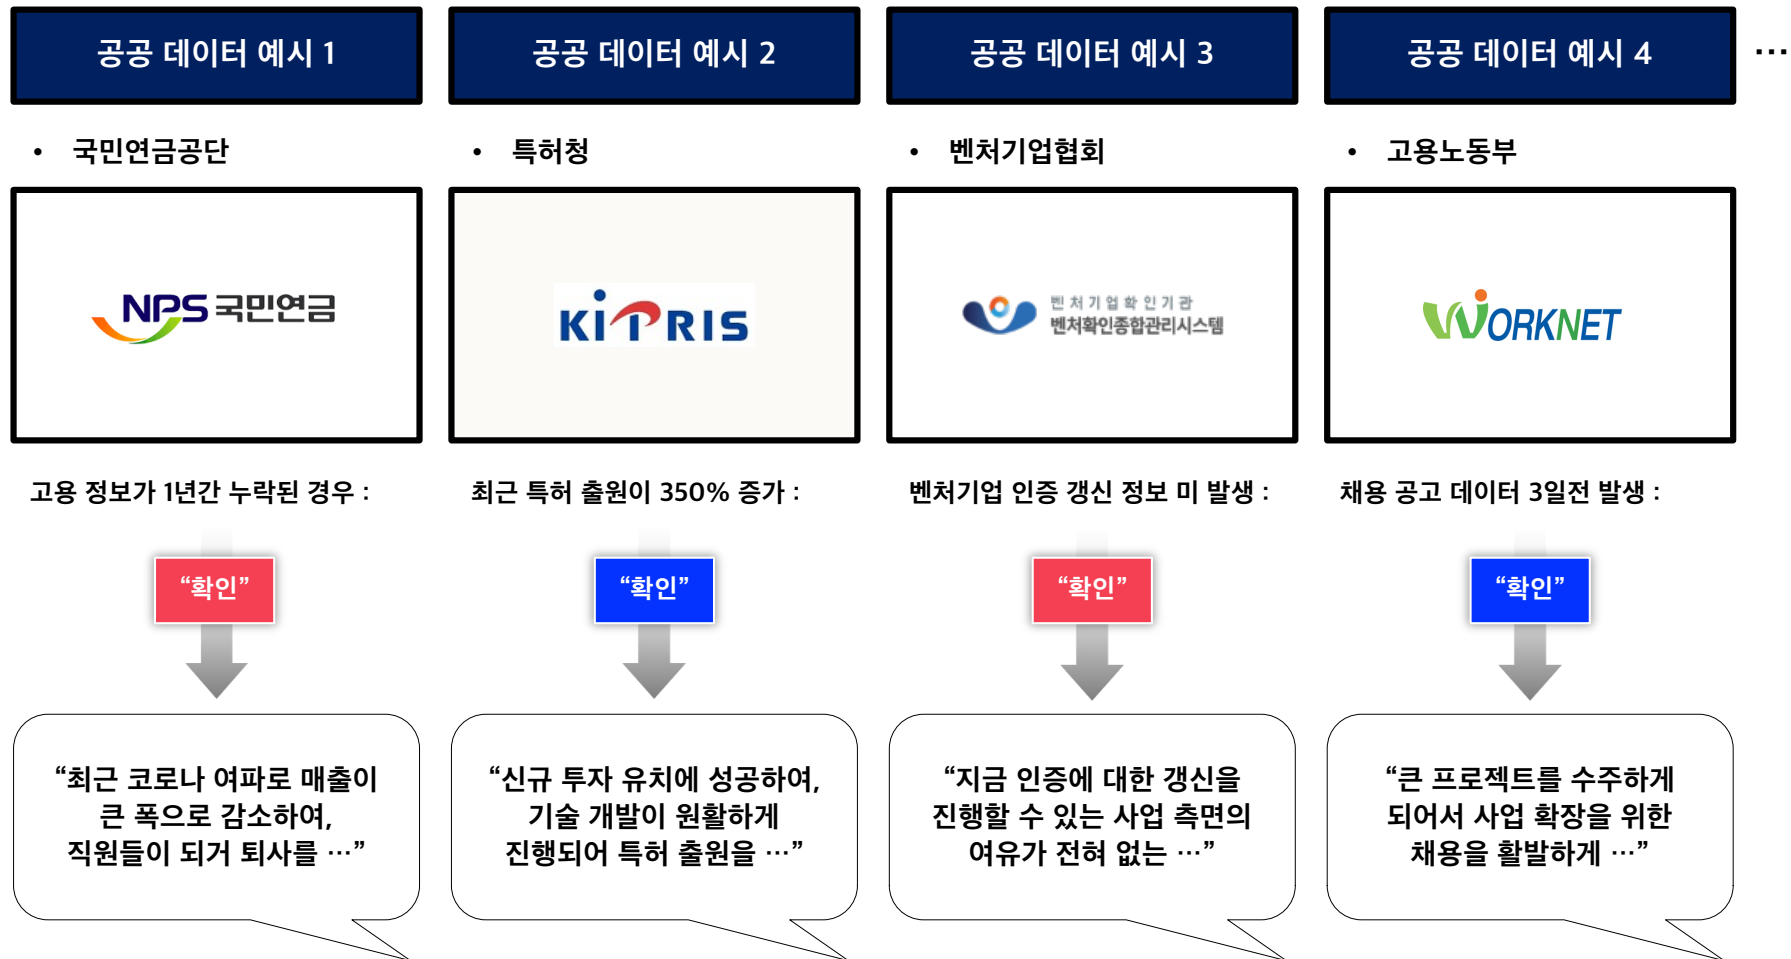 공공 데이터 예시 1
공공 데이터 예시 2
공공 데이터 예시 3
공공 데이터 예시 4
…
• 국민연금공단
• 특허청
• 벤처기업협회
• 고용노동부
NPS 국민연금
KIPRIS
벤처기업확인기관
벤처확인종합관리시스템
WORKNET
고용 정보가 1년간 누락된 경우 :
최근 특허 출원이 350% 증가 :
벤처기업 인증 갱신 정보 미 발생 :
채용 공고 데이터 3일전 발생 :
“확인”
“확인”
“확인”
“확인”
“최근 코로나 여파로 매출이
큰 폭으로 감소하여,
직원들이 되거 퇴사를 …”
“신규 투자 유치에 성공하여,
기술 개발이 원활하게
진행되어 특허 출원을 …”
“지금 인증에 대한 갱신을
진행할 수 있는 사업 측면의
여유가 전혀 없는 …”
“큰 프로젝트를 수주하게
되어서 사업 확장을 위한
채용을 활발하게 …”